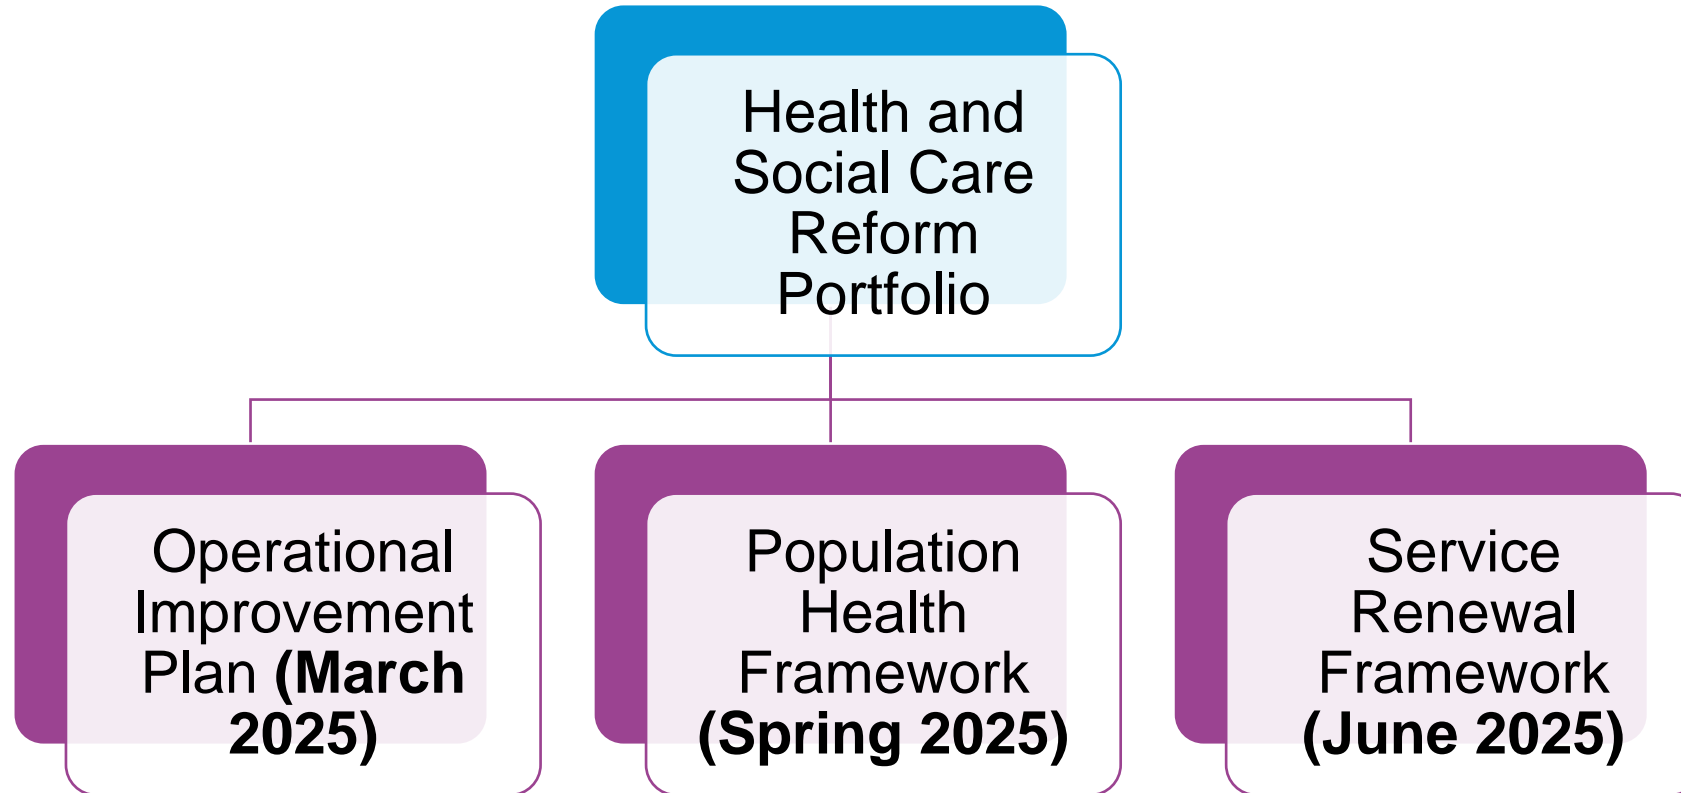 Health and
Social Care
Reform
Portfolio
Operational
Improvement
Plan (March
2025)
Population
Health
Framework
(Spring 2025)
Service
Renewal
Framework
(June 2025)